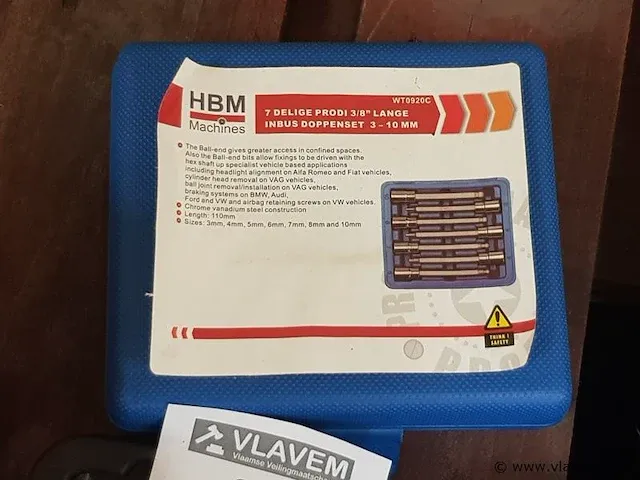 HBM
Machines
WT0920C
7 DELIGE PRODI 3/8" LANGE
INBUS DOPPENSET 3 - 10 MM
• The Ball-end gives greater access in confined spaces.
Also the Ball-end bits allow fixings to be driven with the
hex shaft up specialist vehicle based applications
including headlight alignment on Alfa Romeo and Fiat vehicles,
cylinder head removal on VAG vehicles,
ball joint removal/installation on VAG vehicles,
braking systems on BMW, Audi,
Ford and VW and airbag retaining screws on VW vehicles.
• Chrome vanadium steel construction
• Length: 110mm
• Sizes: 3mm, 4mm, 5mm, 6mm, 7mm, 8mm and 10mm
THINK !
SAFETY
VLAVEM
Vlaamse Veilingmaatscha
© www.vla